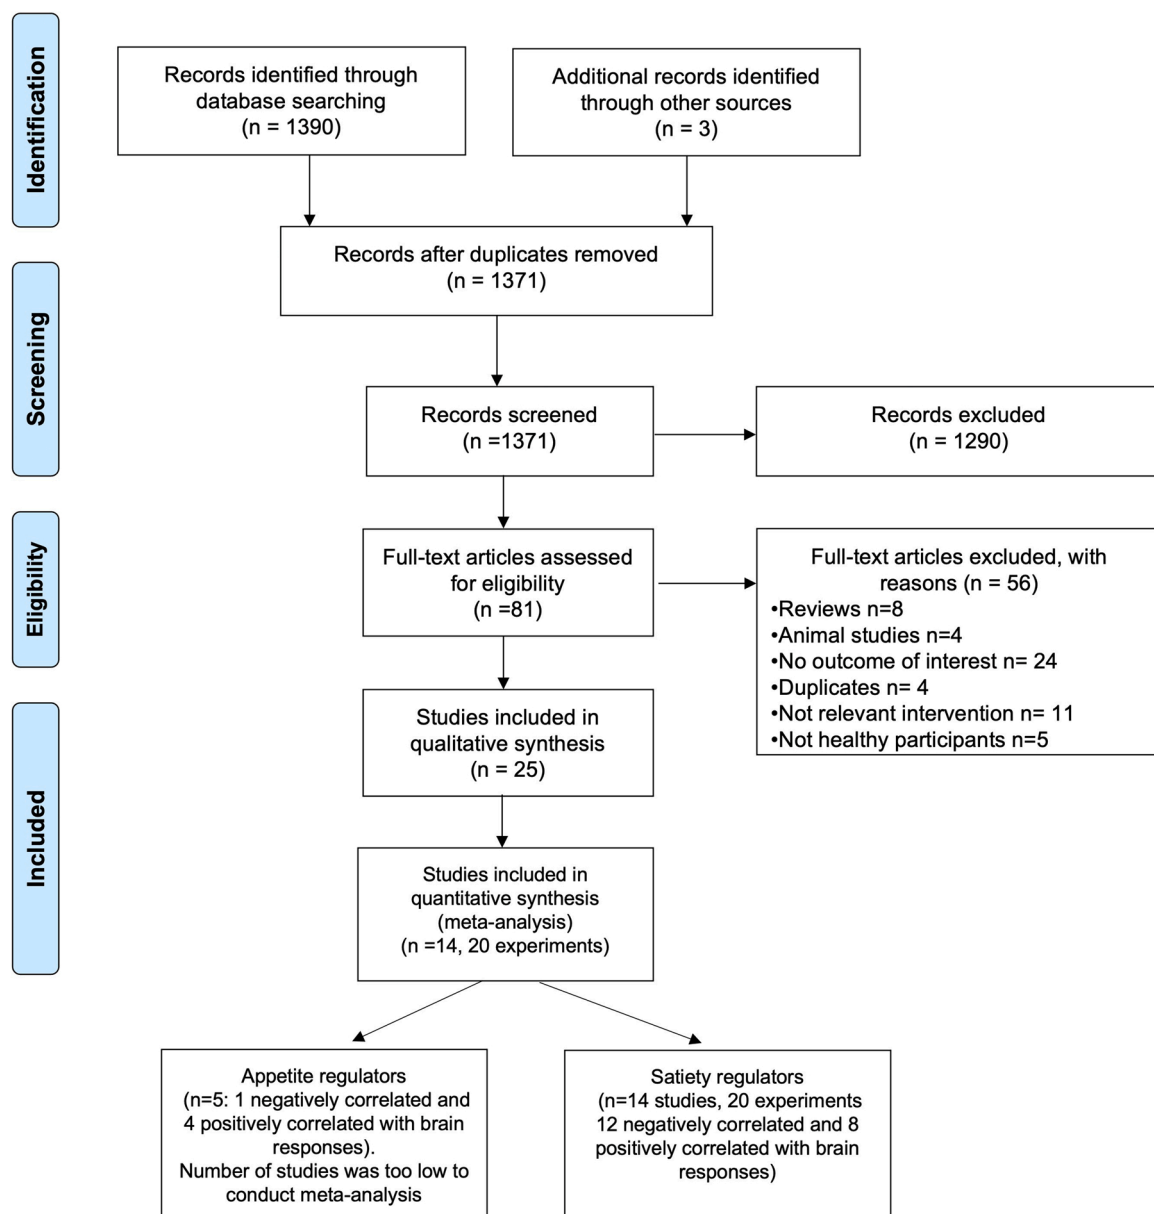 Identification
Records identified through
database searching
(n = 1390)
Additional records identified
through other sources
(n = 3)
Records after duplicates removed
(n = 1371)
Screening
Records screened
(n =1371)
Records excluded
(n = 1290)
Eligibility
Full-text articles assessed
for eligibility
(n =81)
Full-text articles excluded, with
reasons (n = 56)
•Reviews n=8
•Animal studies n=4
•No outcome of interest n= 24
•Duplicates n= 4
•Not relevant intervention n= 11
•Not healthy participants n=5
Included
Studies included in
qualitative synthesis
(n = 25)
Studies included in
quantitative synthesis
(meta-analysis)
(n =14, 20 experiments)
Appetite regulators
(n=5: 1 negatively correlated and
4 positively correlated with brain
responses).
Number of studies was too low to
conduct meta-analysis
Satiety regulators
(n=14 studies, 20 experiments
12 negatively correlated and 8
positively correlated with brain
responses)